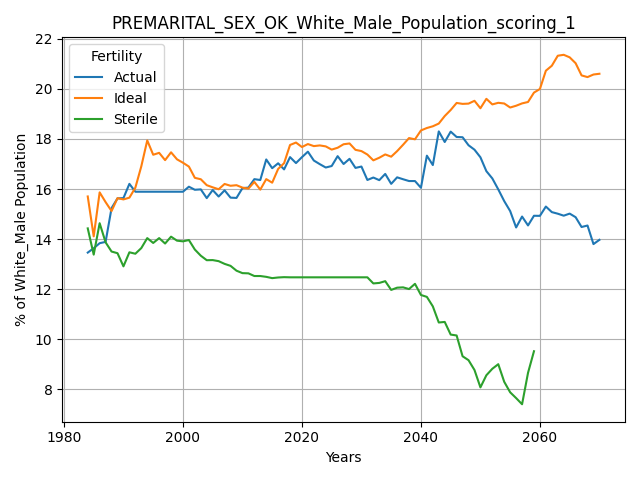 PREMARITAL_SEX_OK_White_Male_Population_scoring_1
% of White_Male Population
22
20
18
16
14
12
10
8
Fertility
Actual
Ideal
Sterile
1980
2000
2020
2040
2060
Years